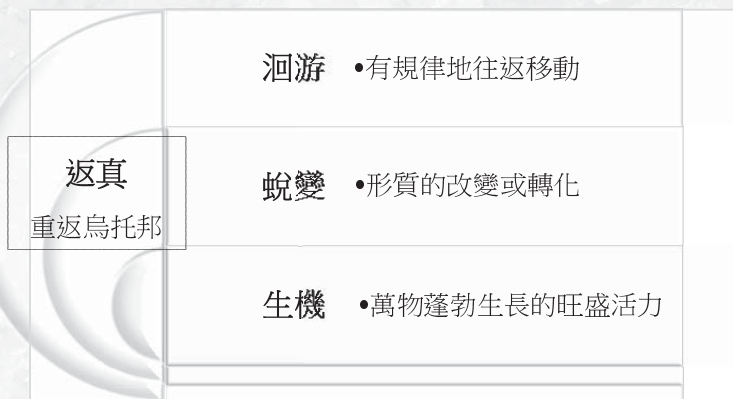 洄游 •有規律地往返移動
返真
重返烏托邦
蛻變 •形質的改變或轉化
生機 •萬物蓬勃生長的旺盛活力